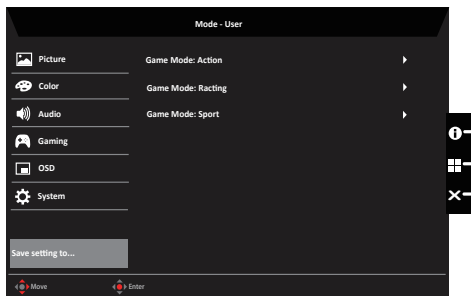 Mode - User
Picture
Game Mode: Action
Color
Game Mode: Racting
Audio
Game Mode: Sport
Gaming
OSD
System
Save setting to...
Move
Enter